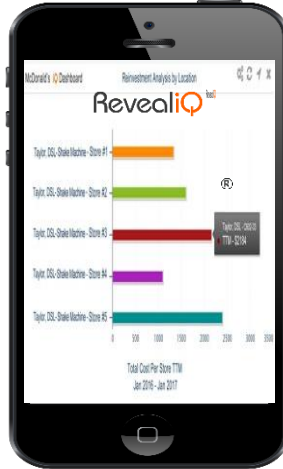 McDonald's iQ Dashboard
Reinvestment Analysis by Location
RevealiQ
®
Taylor, DSL-Shake Machine - Store #1
Taylor, DSL-Shake Machine - Store #2
Taylor, DSL-Shake Machine - Store #3
Taylor, DSL -
TTM - $2184
Taylor, DSL-Shake Machine - Store #4
Taylor, DSL-Shake Machine - Store #5
0 500 1000 1500 2000 2500 3000 3500
Total Cost Per Store TTM
Jan 2016 - Jan 2017